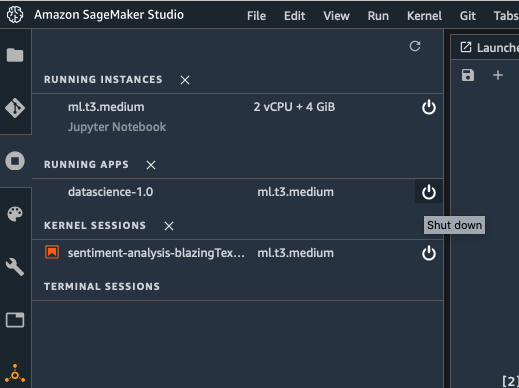 Amazon SageMaker Studio File Edit View Run Kernel Git Tabs
Launche
RUNNING INSTANCES ×
ml.t3.medium 2 vCPU + 4 GiB
Jupyter Notebook
RUNNING APPS ×
datascience-1.0 ml.t3.medium
Shut down
KERNEL SESSIONS ×
sentiment-analysis-blazingTex... ml.t3.medium
TERMINAL SESSIONS
[2]